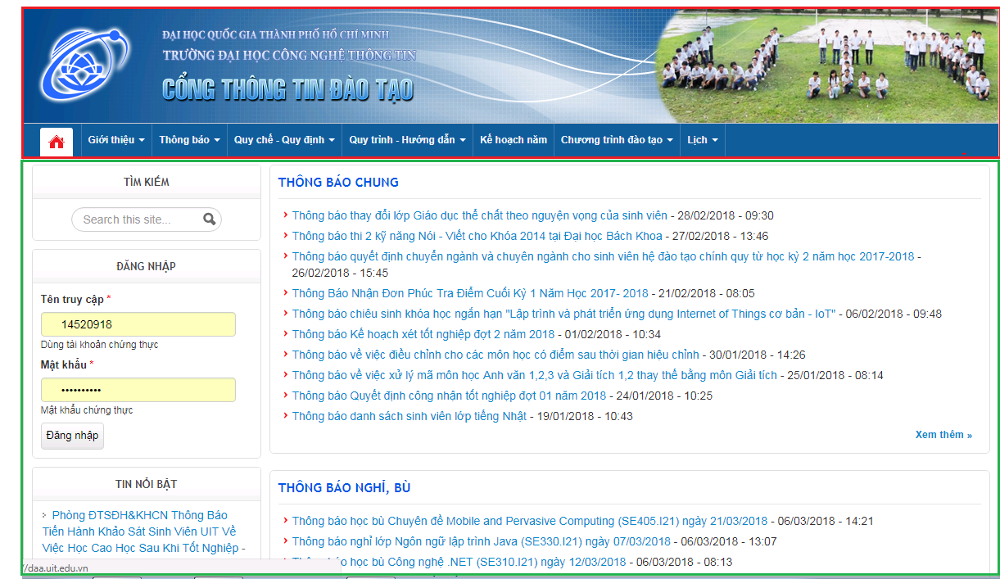 ĐẠI HỌC QUỐC GIA THÀNH PHỐ HỒ CHÍ MINH
TRƯỜNG ĐẠI HỌC CÔNG NGHỆ THÔNG TIN
CỔNG THÔNG TIN ĐÀO TẠO
Giới thiệu Thông báo Quy chế - Quy định Quy trình - Hướng dẫn Kế hoạch năm Chương trình đào tạo Lịch
TÌM KIẾM
Search this site...
ĐĂNG NHẬP
Tên truy cập *
14520918
Dùng tài khoản chứng thực
Mật khẩu *
••••••••••
Mật khẩu chứng thực
Đăng nhập
TIN NỔI BẬT
Phòng ĐTSĐH&KHCN Thông Báo
Tiến Hành Khảo Sát Sinh Viên UIT Về
Việc Học Cao Học Sau Khi Tốt Nghiệp -
THÔNG BÁO CHUNG
Thông báo thay đổi lớp Giáo dục thể chất theo nguyện vọng của sinh viên - 28/02/2018 - 09:30
Thông báo thi 2 kỹ năng Nói - Viết cho Khóa 2014 tại Đại học Bách Khoa - 27/02/2018 - 13:46
Thông báo quyết định chuyển ngành và chuyên ngành cho sinh viên hệ đào tạo chính quy từ học kỳ 2 năm học 2017-2018 -
26/02/2018 - 15:45
Thông Báo Nhận Đơn Phúc Tra Điểm Cuối Kỳ 1 Năm Học 2017- 2018 - 21/02/2018 - 08:05
Thông báo chiêu sinh khóa học ngắn hạn "Lập trình và phát triển ứng dụng Internet of Things cơ bản - IoT" - 06/02/2018 - 09:48
Thông báo Kế hoạch xét tốt nghiệp đợt 2 năm 2018 - 01/02/2018 - 10:34
Thông báo về việc điều chỉnh cho các môn học có điểm sau thời gian hiệu chỉnh - 30/01/2018 - 14:26
Thông báo về việc xử lý mã môn học Anh văn 1,2,3 và Giải tích 1,2 thay thế bằng môn Giải tích - 25/01/2018 - 08:14
Thông báo Quyết định công nhận tốt nghiệp đợt 01 năm 2018 - 24/01/2018 - 10:25
Thông báo danh sách sinh viên lớp tiếng Nhật - 19/01/2018 - 10:43
Xem thêm »
THÔNG BÁO NGHỈ, BÙ
Thông báo học bù Chuyên đề Mobile and Pervasive Computing (SE405.I21) ngày 21/03/2018 - 06/03/2018 - 14:21
Thông báo nghỉ lớp Ngôn ngữ lập trình Java (SE330.I21) ngày 07/03/2018 - 06/03/2018 - 13:07
Thông báo học bù Công nghệ .NET (SE310.I21) ngày 12/03/2018 - 06/03/2018 - 08:13
//daa.uit.edu.vn